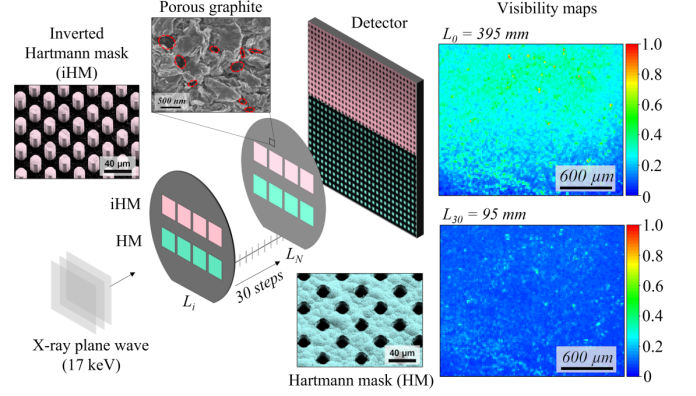 Inverted
Hartmann mask
(iHM)
40 µm
Porous graphite
500 nm
Detector
Visibility maps
L0 = 395 mm
1.0
0.8
0.6
0.4
0.2
0
600 µm
iHM
HM
Li
LN
30 steps
X-ray plane wave
(17 keV)
40 µm
Hartmann mask (HM)
L30 = 95 mm
1.0
0.8
0.6
0.4
0.2
0
600 µm